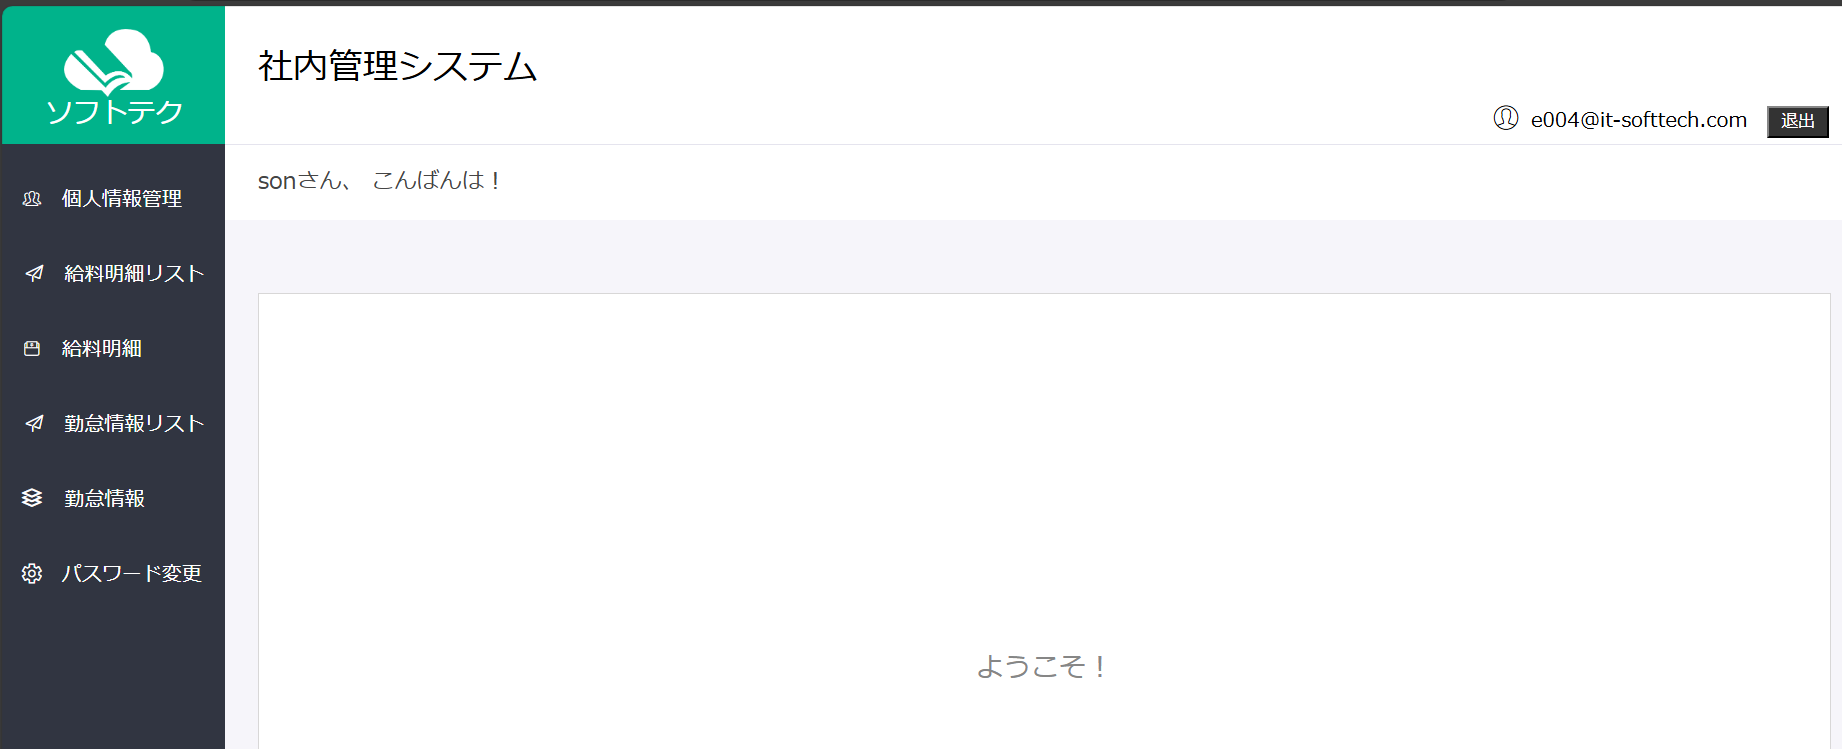 ソフトテク
社内管理システム
e004@it-softtech.com 退出
sonさん、 こんばんは！
個人情報管理
給料明細リスト
給料明細
勤怠情報リスト
勤怠情報
パスワード変更
ようこそ！